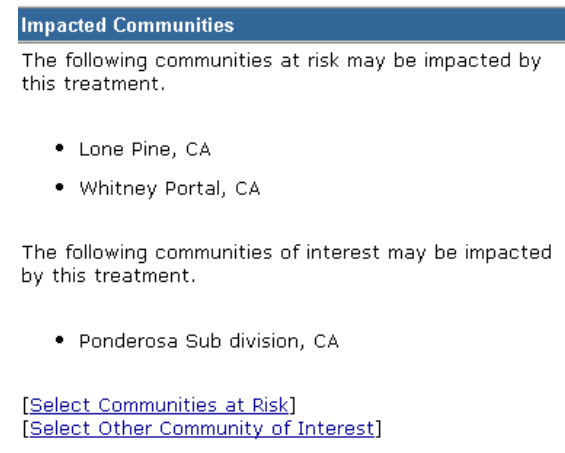 Impacted Communities
The following communities at risk may be impacted by
this treatment.
• Lone Pine, CA
• Whitney Portal, CA
The following communities of interest may be impacted
by this treatment.
• Ponderosa Sub division, CA
[Select Communities at Risk]
[Select Other Community of Interest]